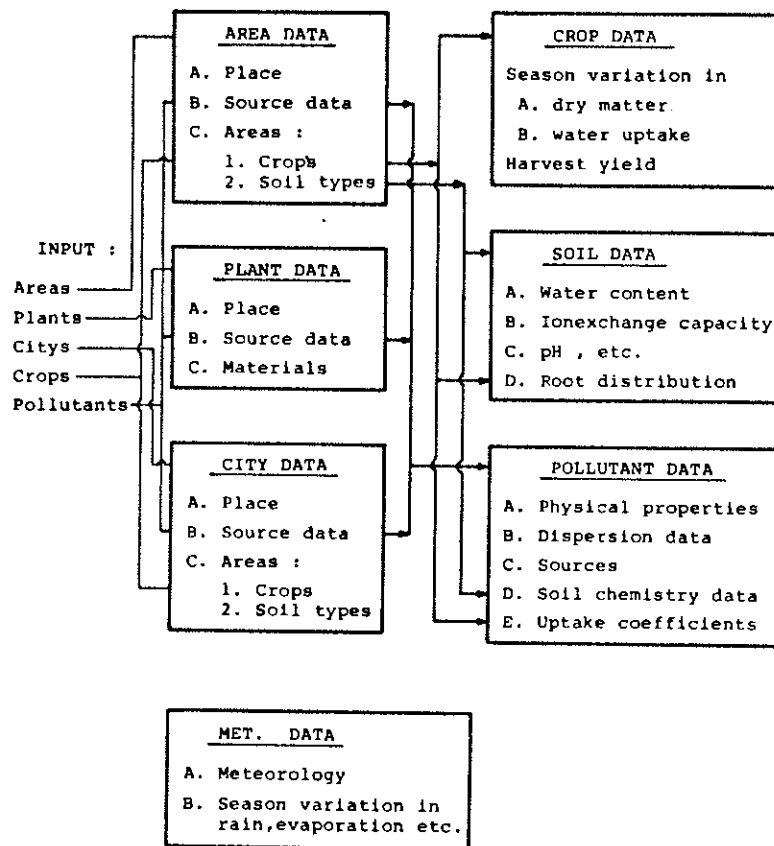 AREA DATA
A. Place
B. Source data
C. Areas :
1. Crops
2. Soil types
INPUT :
Areas
Plants
Citys
Crops
Pollutants
PLANT DATA
A. Place
B. Source data
C. Materials
CITY DATA
A. Place
B. Source data
C. Areas :
1. Crops
2. Soil types
CROP DATA
Season variation in
A. dry matter
B. water uptake
Harvest yield
SOIL DATA
A. Water content
B. Ionexchange capacity
C. pH , etc.
D. Root distribution
POLLUTANT DATA
A. Physical properties
B. Dispersion data
C. Sources
D. Soil chemistry data
E. Uptake coefficients
MET. DATA
A. Meteorology
B. Season variation in
rain,evaporation etc.